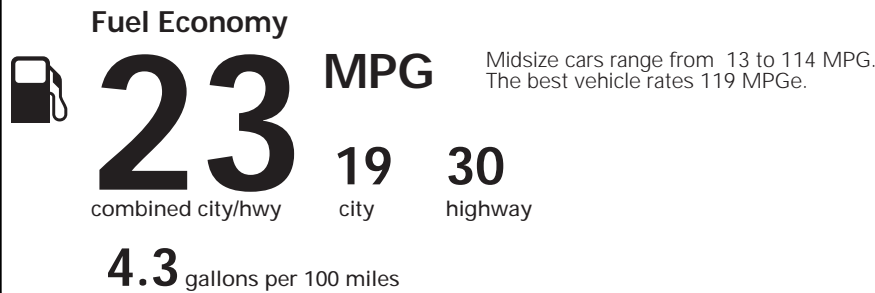 Fuel Economy
23 MPG
Midsize cars range from 13 to 114 MPG.
The best vehicle rates 119 MPGe.
19 30
combined city/hwy city highway
4.3 gallons per 100 miles